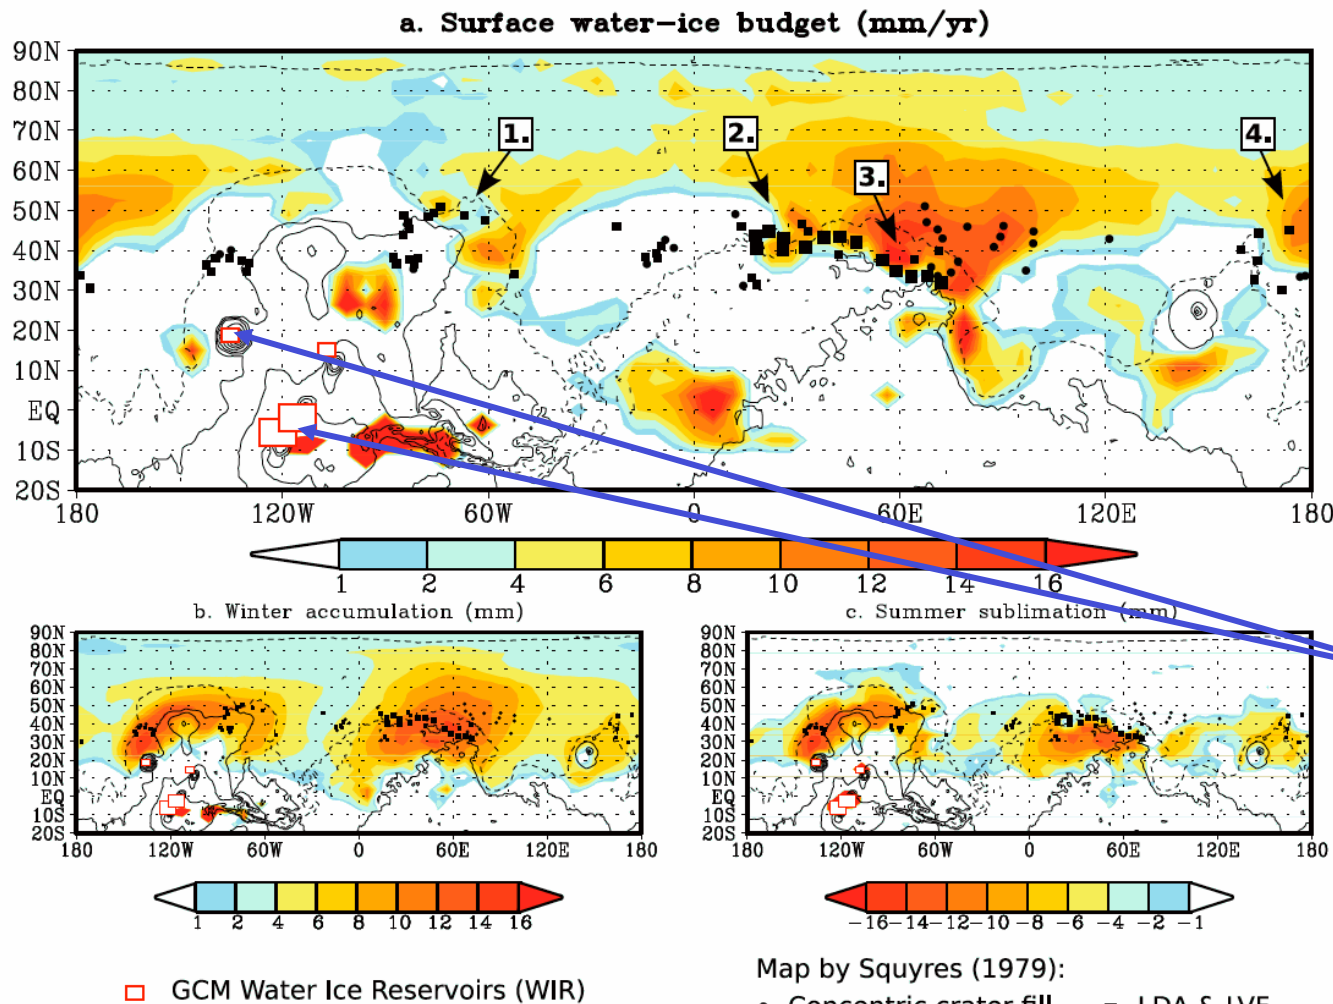 a. Surface water-ice budget (mm/yr)
90N
80N
70N
60N
50N
40N
30N
20N
10N
EQ
10S
20S
1.
2.
3.
4.
180 120W 60W 0 60E 120E 180
1 2 4 6 8 10 12 14 16
b. Winter accumulation (mm)
90N
80N
70N
60N
50N
40N
30N
20N
10N
EQ
10S
20S
180 120W 60W 0 60E 120E 180
1 2 4 6 8 10 12 14 16
c. Summer sublimation (mm)
90N
80N
70N
60N
50N
40N
30N
20N
10N
EQ
10S
20S
180 120W 60W 0 60E 120E 180
-16 -14 -12 -10 -8 -6 -4 -2 -1
GCM Water Ice Reservoirs (WIR)
Map by Squyres (1979):
Concentric crater fill LDA & LVF